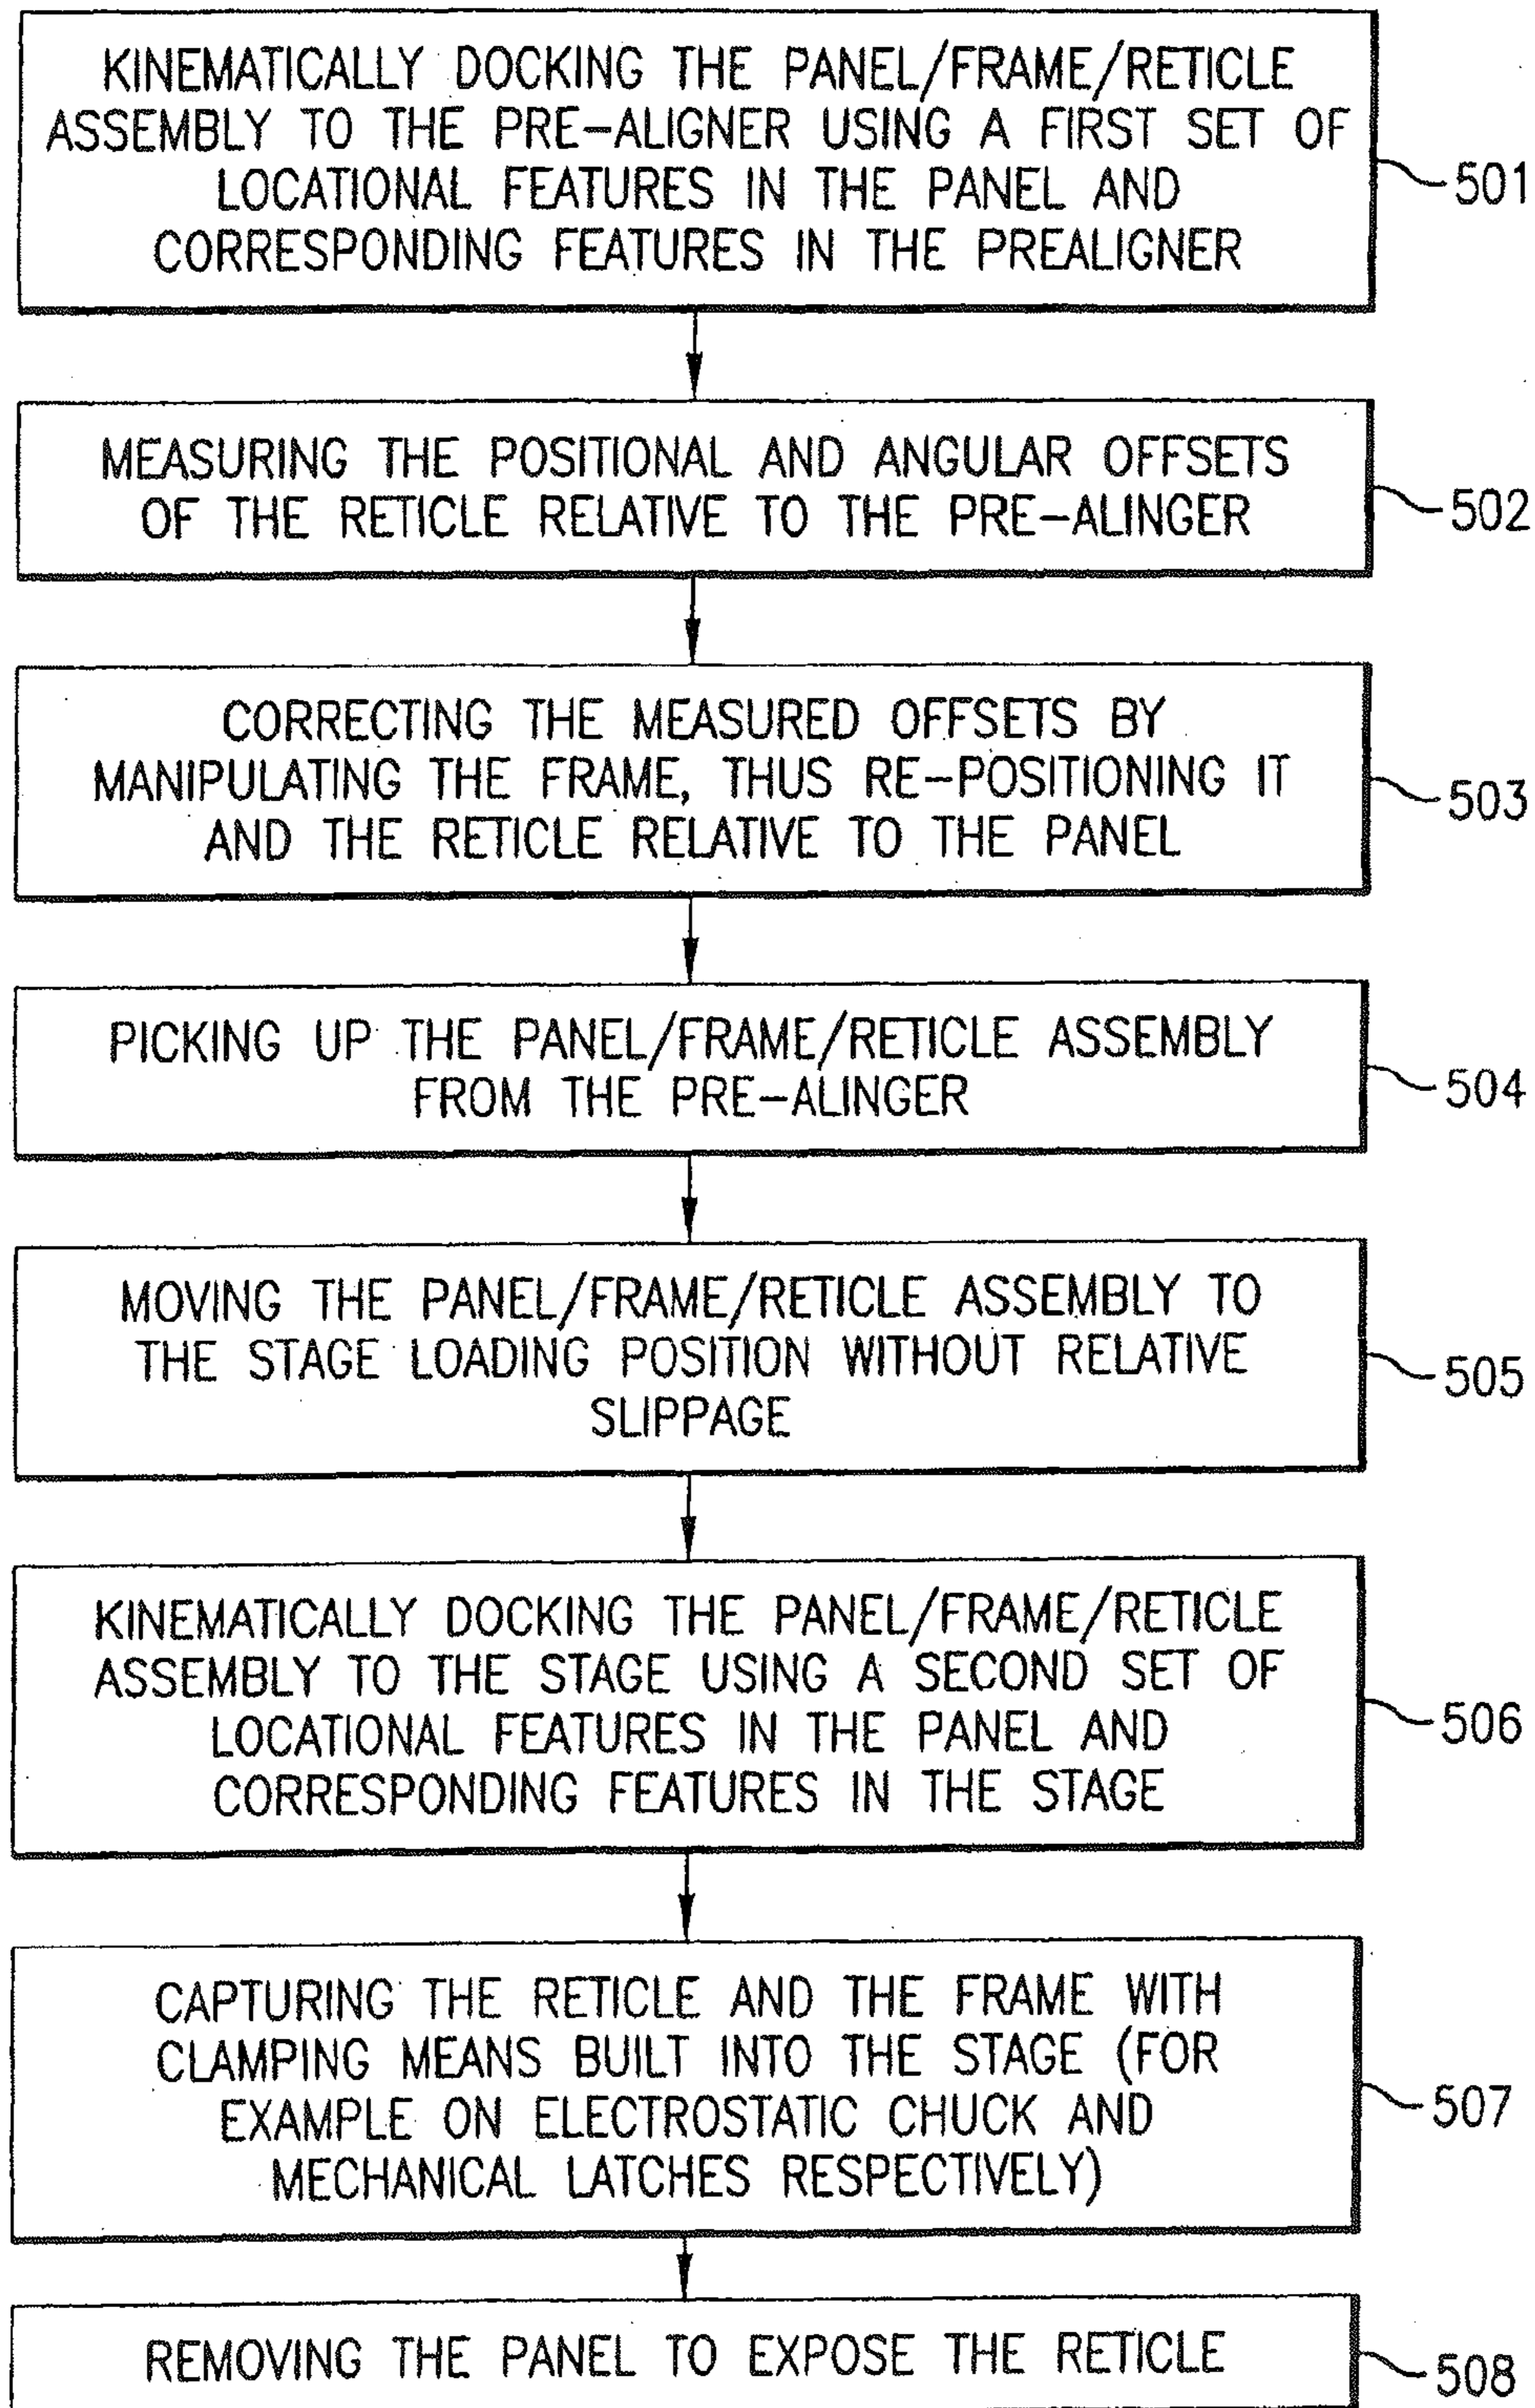 KINEMATICALLY DOCKING THE PANEL/FRAME/RETICLE
ASSEMBLY TO THE PRE-ALIGNER USING A FIRST SET OF
LOCATIONAL FEATURES IN THE PANEL AND
CORRESPONDING FEATURES IN THE PREALIGNER
501
MEASURING THE POSITIONAL AND ANGULAR OFFSETS
OF THE RETICLE RELATIVE TO THE PRE-ALINGER
502
CORRECTING THE MEASURED OFFSETS BY
MANIPULATING THE FRAME, THUS RE-POSITIONING IT
AND THE RETICLE RELATIVE TO THE PANEL
503
PICKING UP THE PANEL/FRAME/RETICLE ASSEMBLY
FROM THE PRE-ALINGER
504
MOVING THE PANEL/FRAME/RETICLE ASSEMBLY TO
THE STAGE LOADING POSITION WITHOUT RELATIVE
SLIPPAGE
505
KINEMATICALLY DOCKING THE PANEL/FRAME/RETICLE
ASSEMBLY TO THE STAGE USING A SECOND SET OF
LOCATIONAL FEATURES IN THE PANEL AND
CORRESPONDING FEATURES IN THE STAGE
506
CAPTURING THE RETICLE AND THE FRAME WITH
CLAMPING MEANS BUILT INTO THE STAGE (FOR
EXAMPLE ON ELECTROSTATIC CHUCK AND
MECHANICAL LATCHES RESPECTIVELY)
507
REMOVING THE PANEL TO EXPOSE THE RETICLE
508